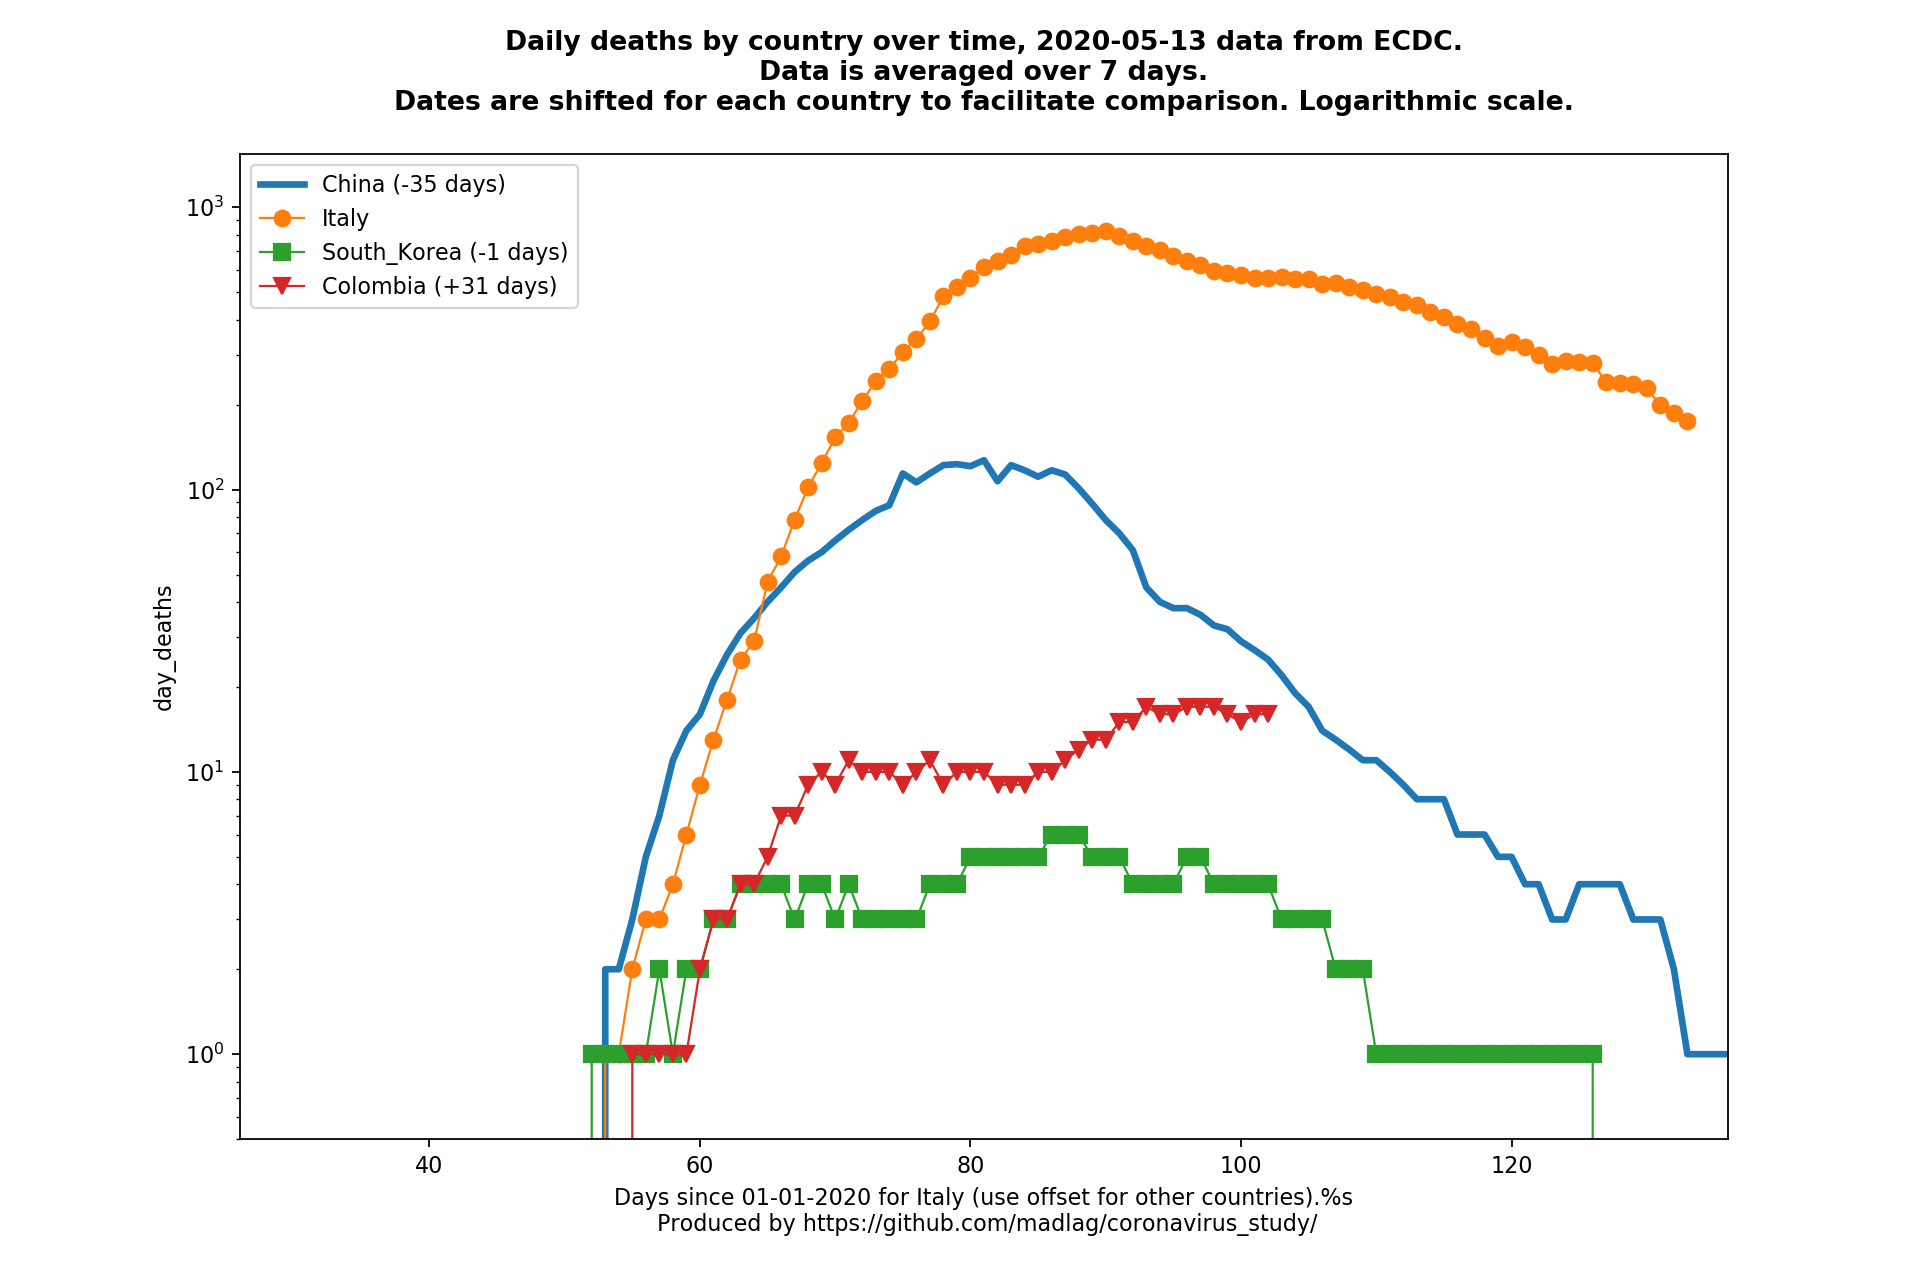 Daily deaths by country over time, 2020-05-13 data from ECDC.
Data is averaged over 7 days.
Dates are shifted for each country to facilitate comparison. Logarithmic scale.
China (-35 days)
Italy
South_Korea (-1 days)
Colombia (+31 days)
10³
10²
10¹
10⁰
day_deaths
40 60 80 100 120
Days since 01-01-2020 for Italy (use offset for other countries).%s
Produced by https://github.com/madlag/coronavirus_study/